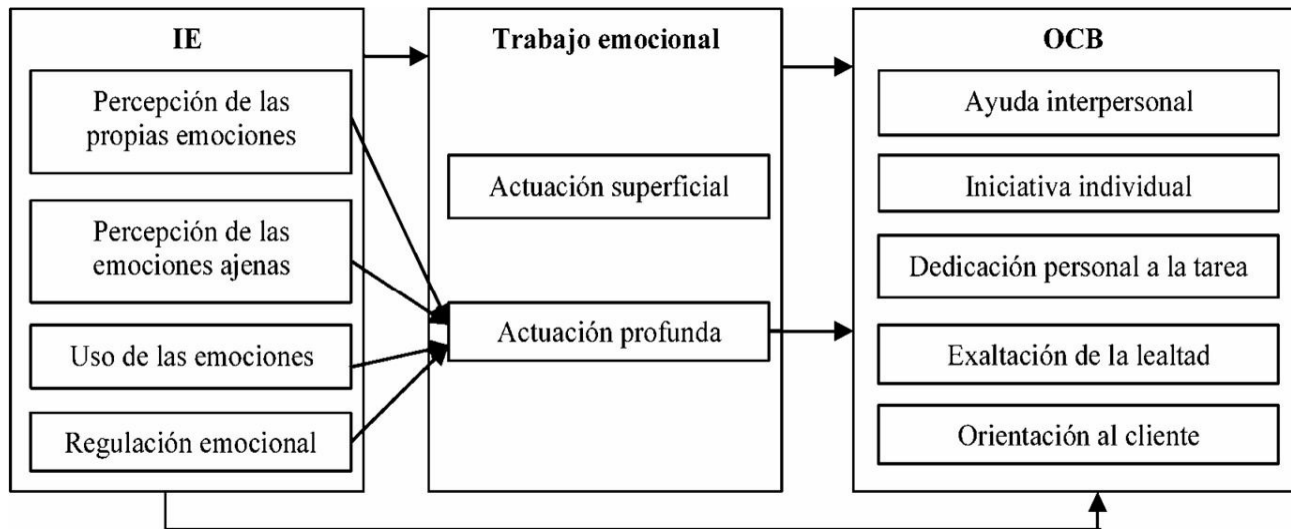 IE
Percepción de las
propias emociones
Percepción de las
emociones ajenas
Uso de las emociones
Regulación emocional
Trabajo emocional
Actuación superficial
Actuación profunda
OCB
Ayuda interpersonal
Iniciativa individual
Dedicación personal a la tarea
Exaltación de la lealtad
Orientación al cliente